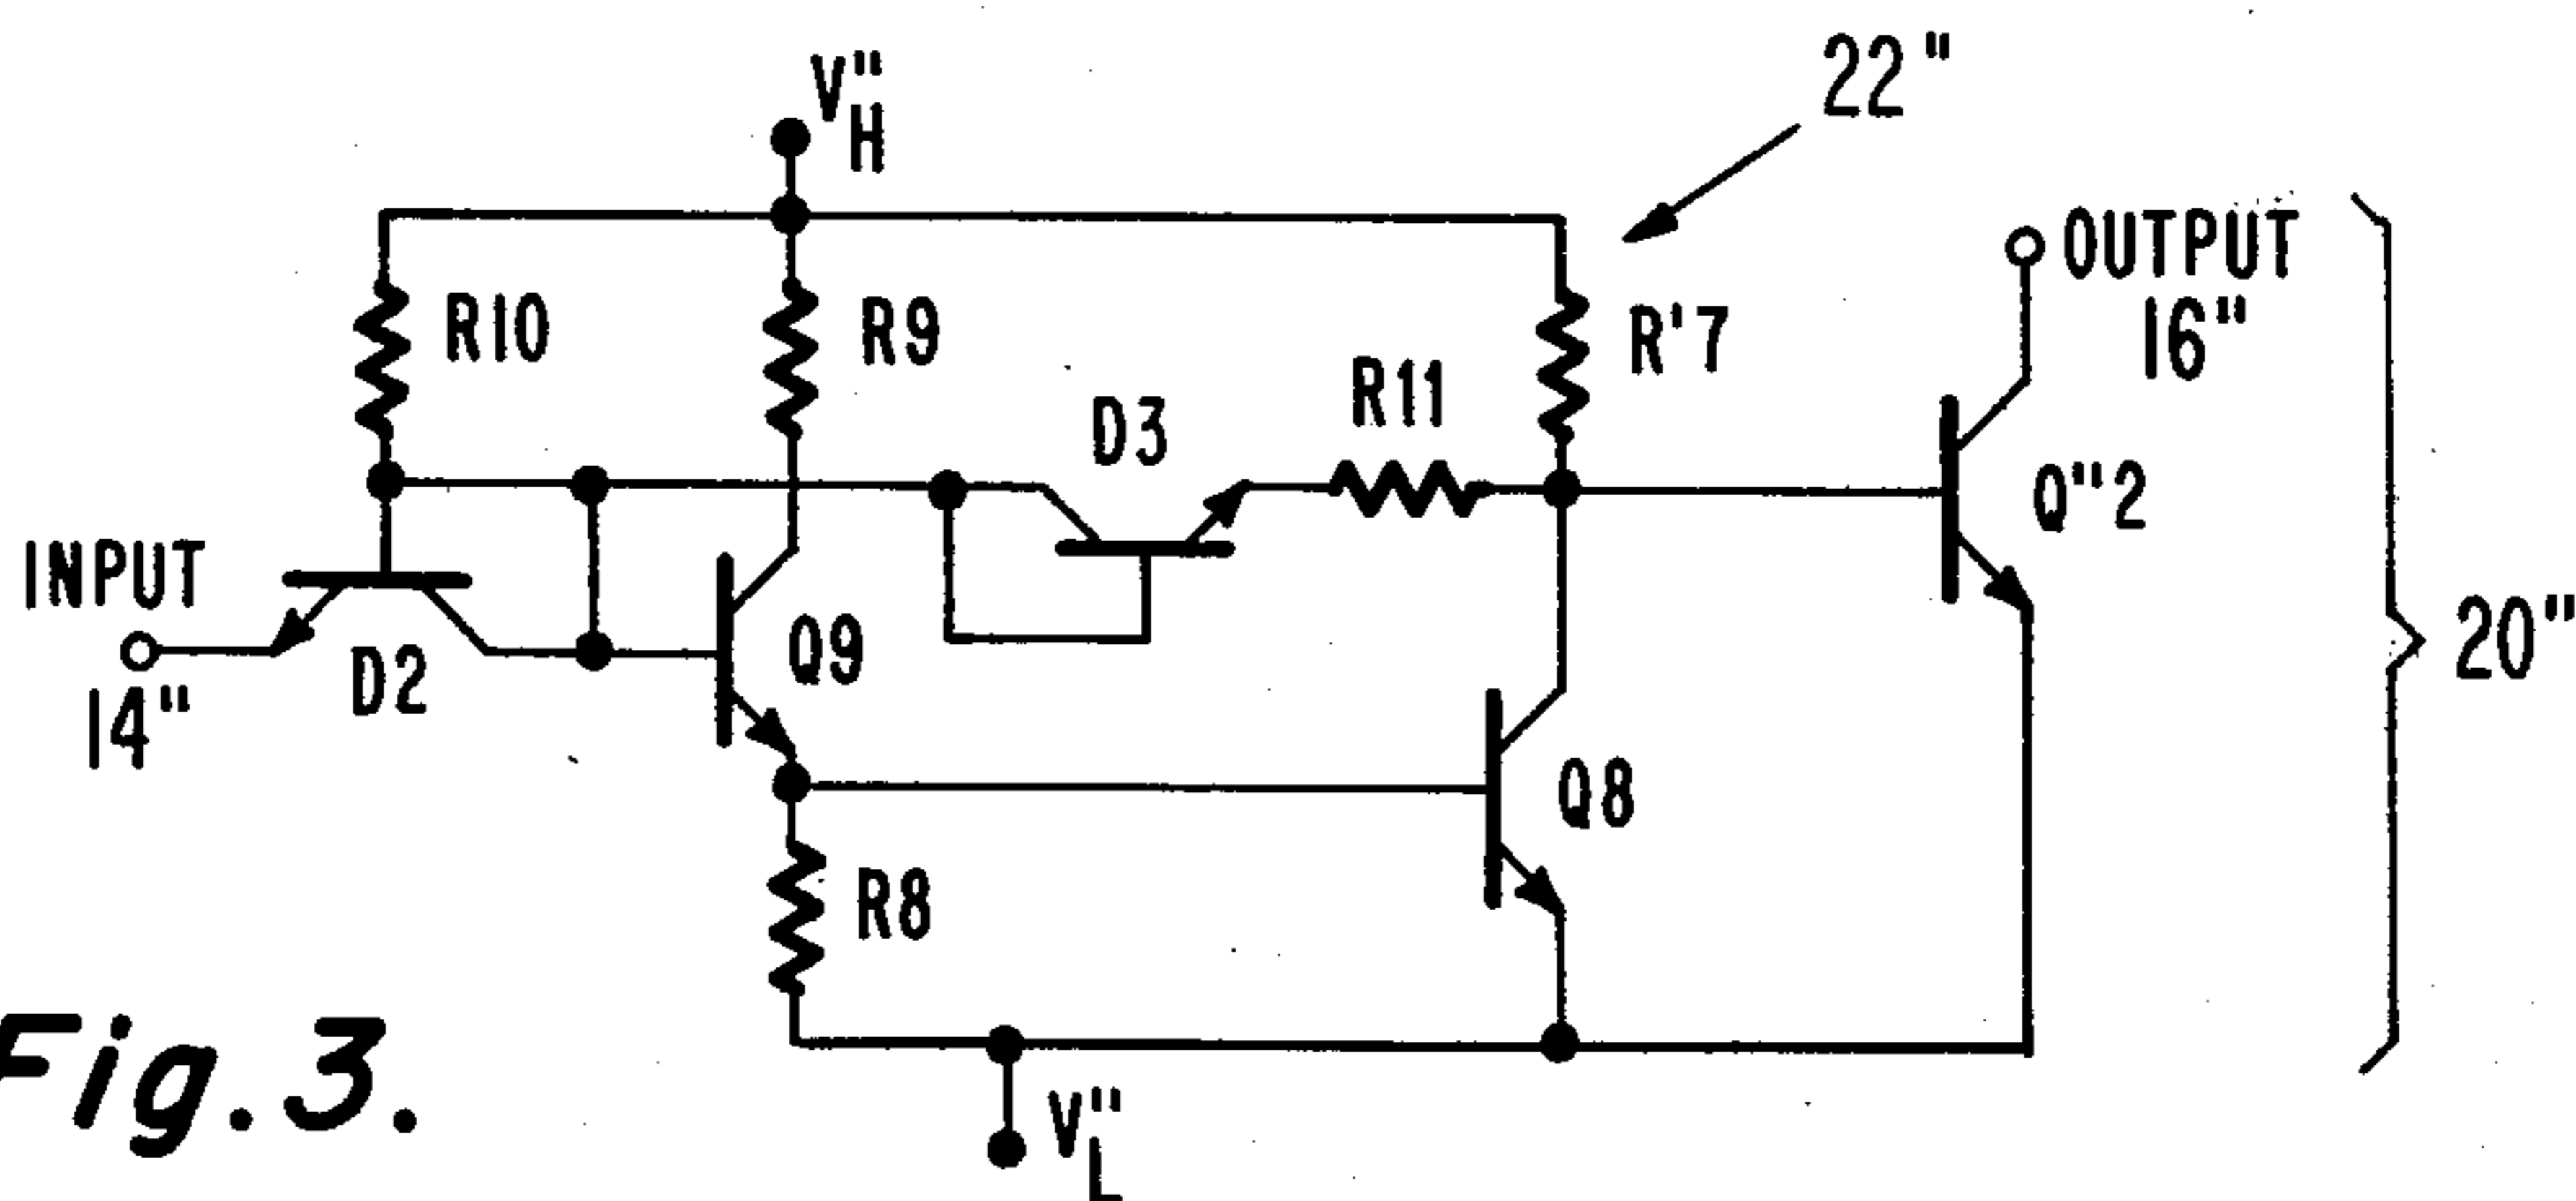 V"H
22"
OUTPUT
16"
R10
R9
R'7
R11
D3
Q"2
INPUT
14"
D2
Q9
20"
Q8
R8
Fig.3.
V"L